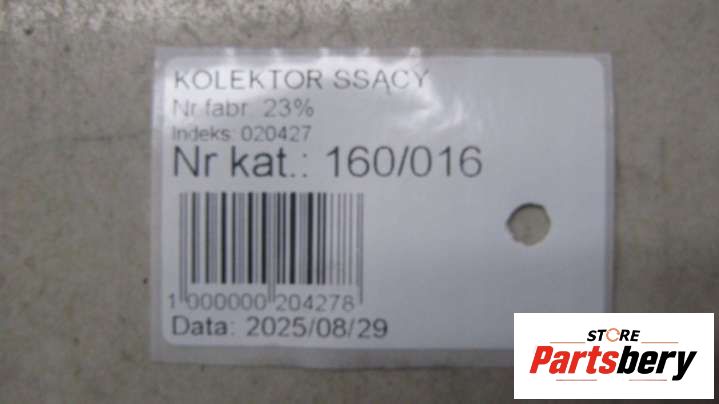 KOLEKTOR SSĄCY
Nr fabr. 23%
Indeks: 020427
Nr kat.: 160/016
1 000000 204278
Data: 2025/08/29
STORE
Partsbery